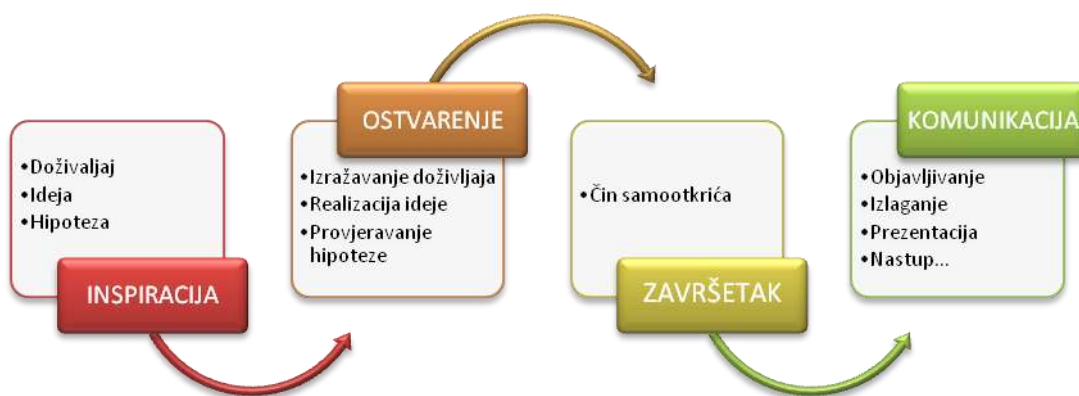 •Doživaljaj
•Ideja
•Hipoteza
INSPIRACIJA
OSTVARENJE
•Izražavanje doživljaja
•Realizacija ideje
•Provjeravanje
hipoteze
•Čin samootkrića
ZAVRŠETAK
KOMUNIKACIJA
•Objavljivanje
•Izlaganje
•Prezentacija
•Nastup...